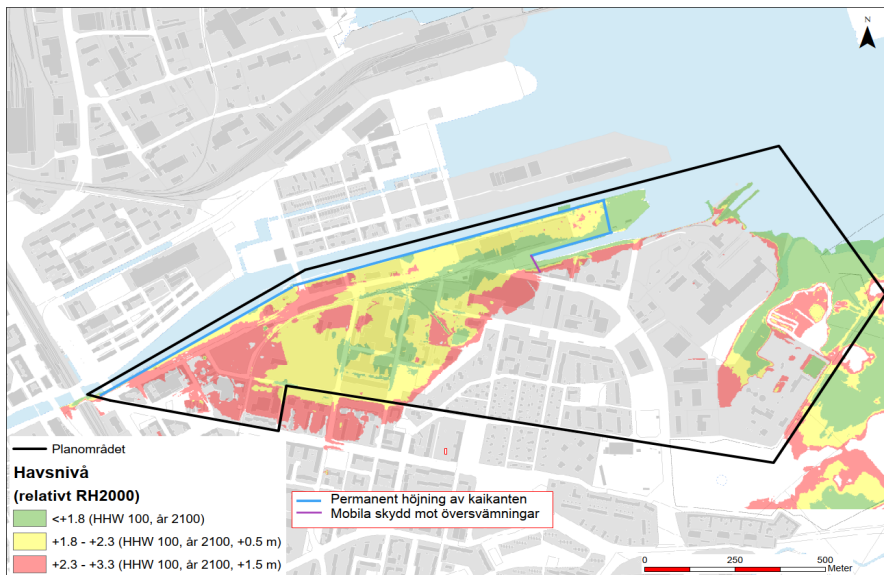 N
Planområdet
Havsnivå
(relativt RH2000)
<+1.8 (HHW 100, år 2100)
+1.8 - +2.3 (HHW 100, år 2100, +0.5 m)
+2.3 - +3.3 (HHW 100, år 2100, +1.5 m)
Permanent höjning av kaikanten
Mobila skydd mot översvämningar
0 250 500
Meter